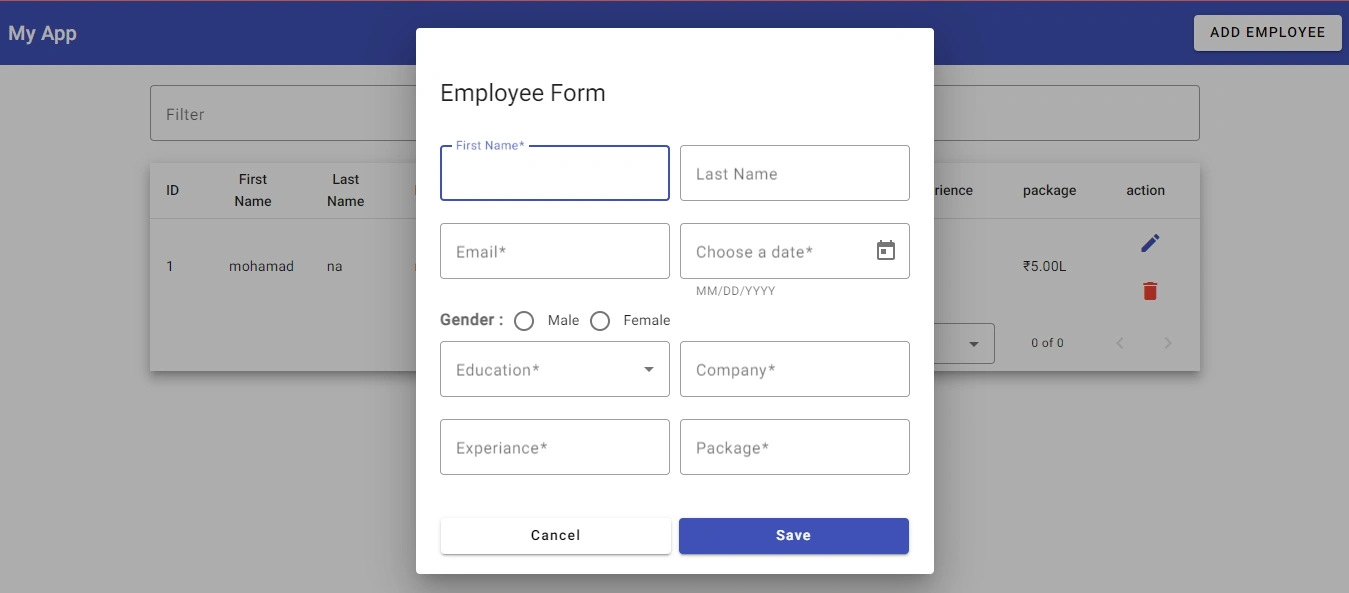 My App
ADD EMPLOYEE
Filter
ID
First
Name
Last
Name
rience
package
action
1
mohamad
na
₹5.00L
0 of 0
Employee Form
First Name*
Last Name
Email*
Choose a date*
MM/DD/YYYY
Gender :
Male
Female
Education*
Company*
Experiance*
Package*
Cancel
Save